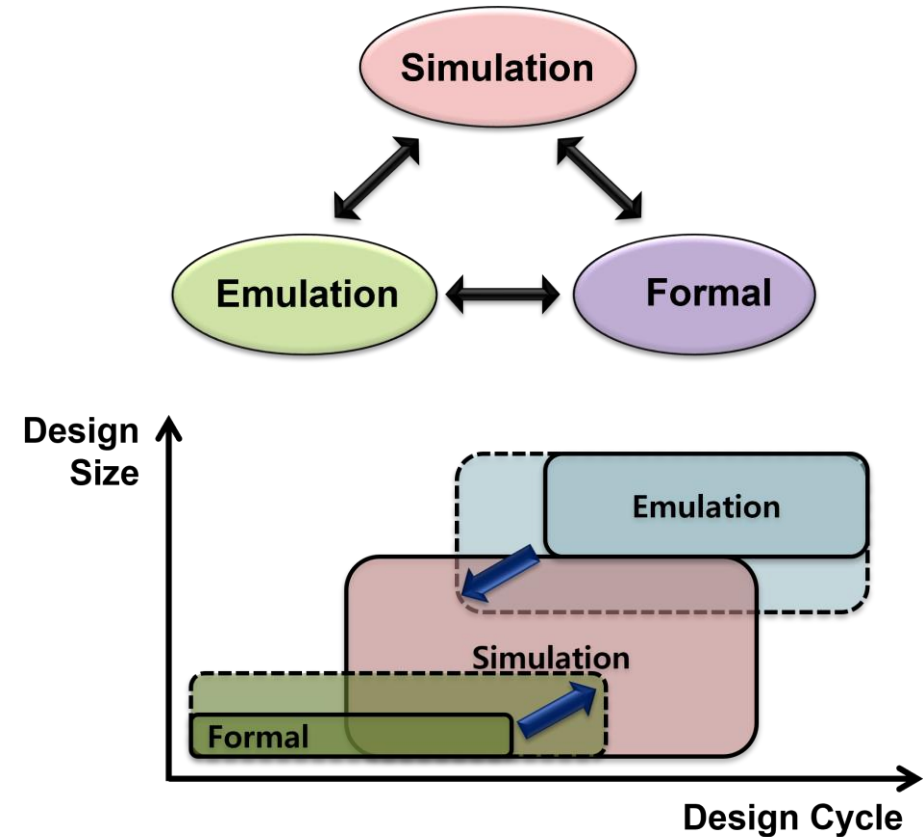 Simulation
Emulation
Formal
Design
Size
Emulation
Simulation
Formal
Design Cycle